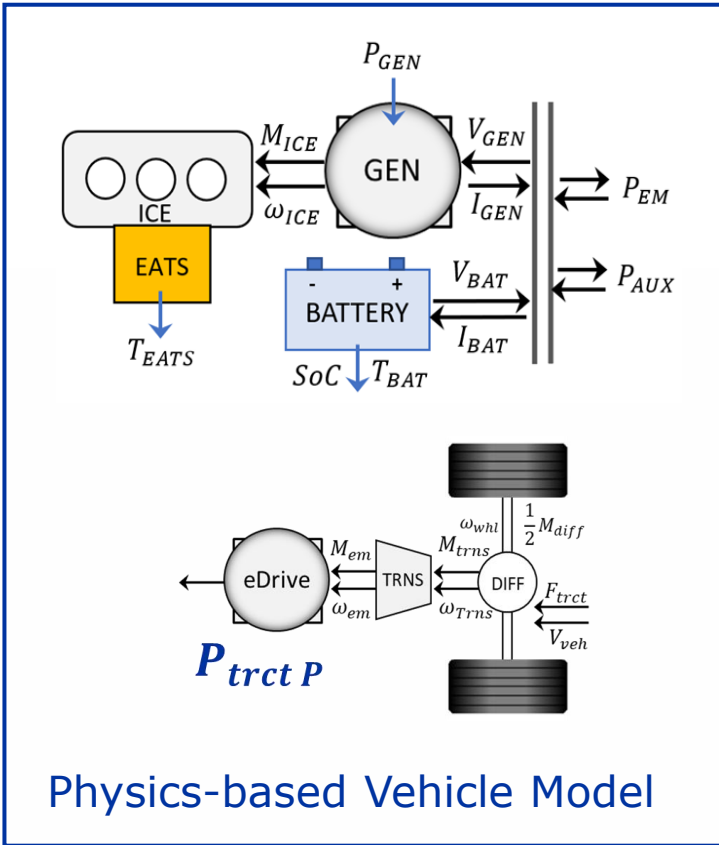 P_GEN
M_ICE
V_GEN
GEN
ω_ICE
I_GEN
P_EM
ICE
EATS
V_BAT
P_AUX
- +
BATTERY
I_BAT
T_EATS
SoC T_BAT
ω_whl
1/2 M_diff
M_em
M_trns
eDrive
TRNS
DIFF
F_trct
ω_em
ω_Trns
V_veh
P_trct P
Physics-based Vehicle Model